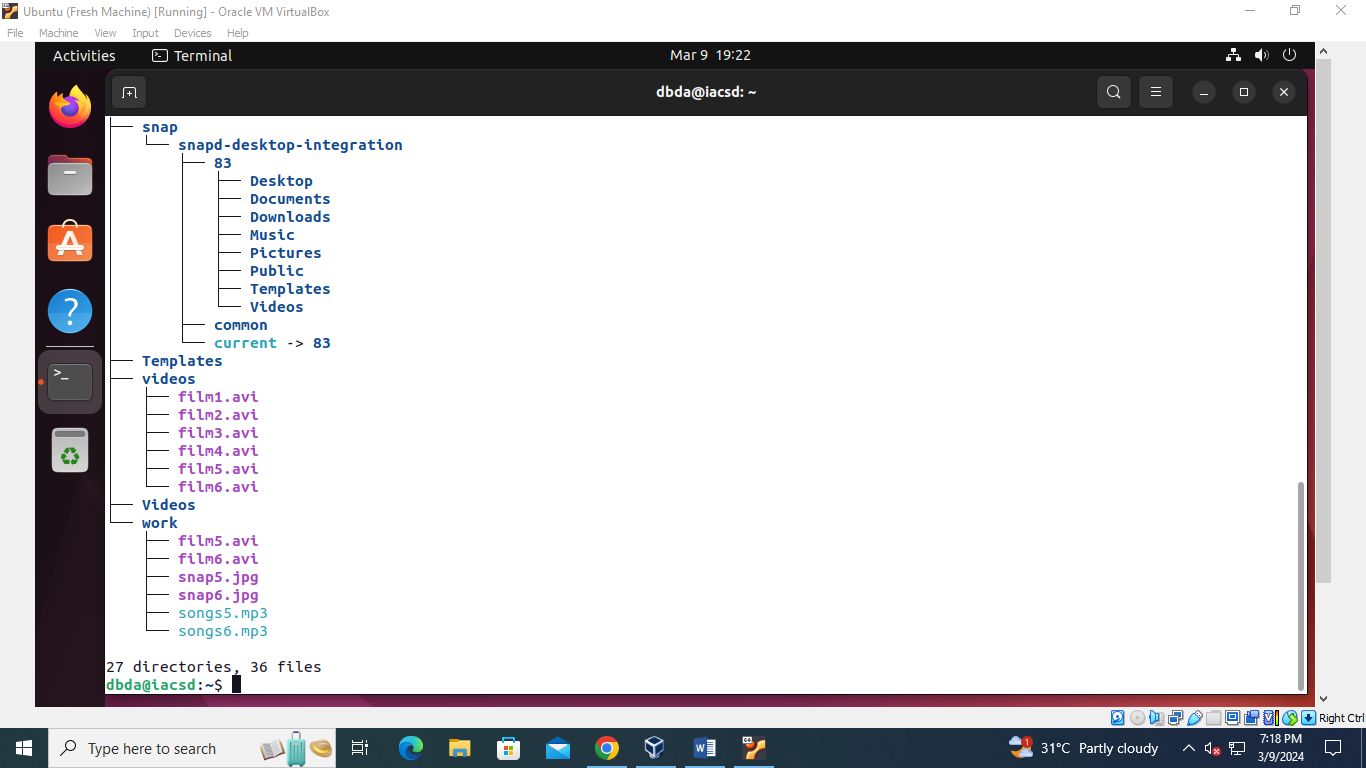 Ubuntu (Fresh Machine) [Running] - Oracle VM VirtualBox
File Machine View Input Devices Help
Activities Terminal Mar 9 19:22
dbda@iacsd: ~
├── snap
│   └── snapd-desktop-integration
│       ├── 83
│       │   ├── Desktop
│       │   ├── Documents
│       │   ├── Downloads
│       │   ├── Music
│       │   ├── Pictures
│       │   ├── Public
│       │   ├── Templates
│       │   └── Videos
│       ├── common
│       └── current -> 83
├── Templates
├── videos
│   ├── film1.avi
│   ├── film2.avi
│   ├── film3.avi
│   ├── film4.avi
│   ├── film5.avi
│   └── film6.avi
├── Videos
└── work
    ├── film5.avi
    ├── film6.avi
    ├── snap5.jpg
    ├── snap6.jpg
    ├── songs5.mp3
    └── songs6.mp3
27 directories, 36 files
dbda@iacsd:~$
Right Ctrl
Type here to search
31°C Partly cloudy
7:18 PM
3/9/2024